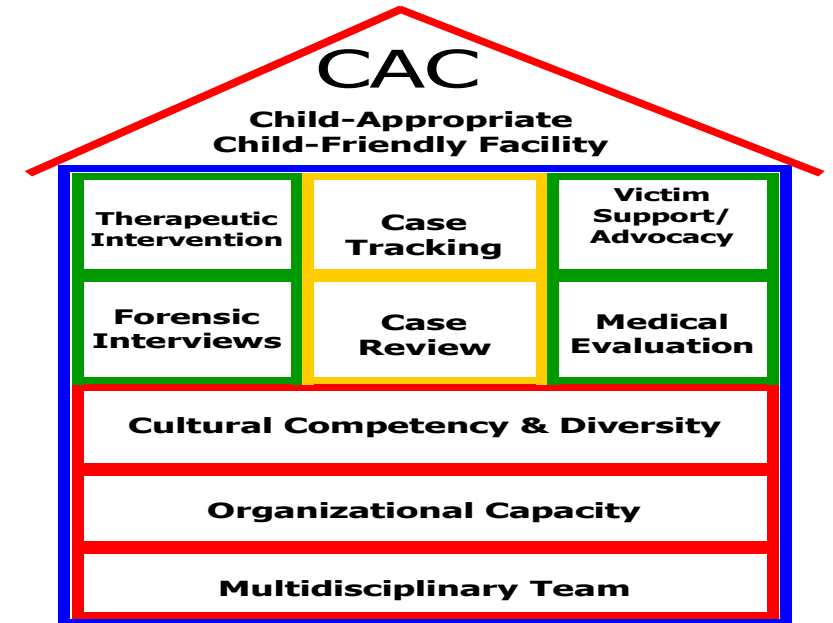 CAC
Child-Appropriate
Child-Friendly Facility
Therapeutic
Intervention
Case
Tracking
Victim
Support/
Advocacy
Forensic
Interviews
Case
Review
Medical
Evaluation
Cultural Competency & Diversity
Organizational Capacity
Multidisciplinary Team